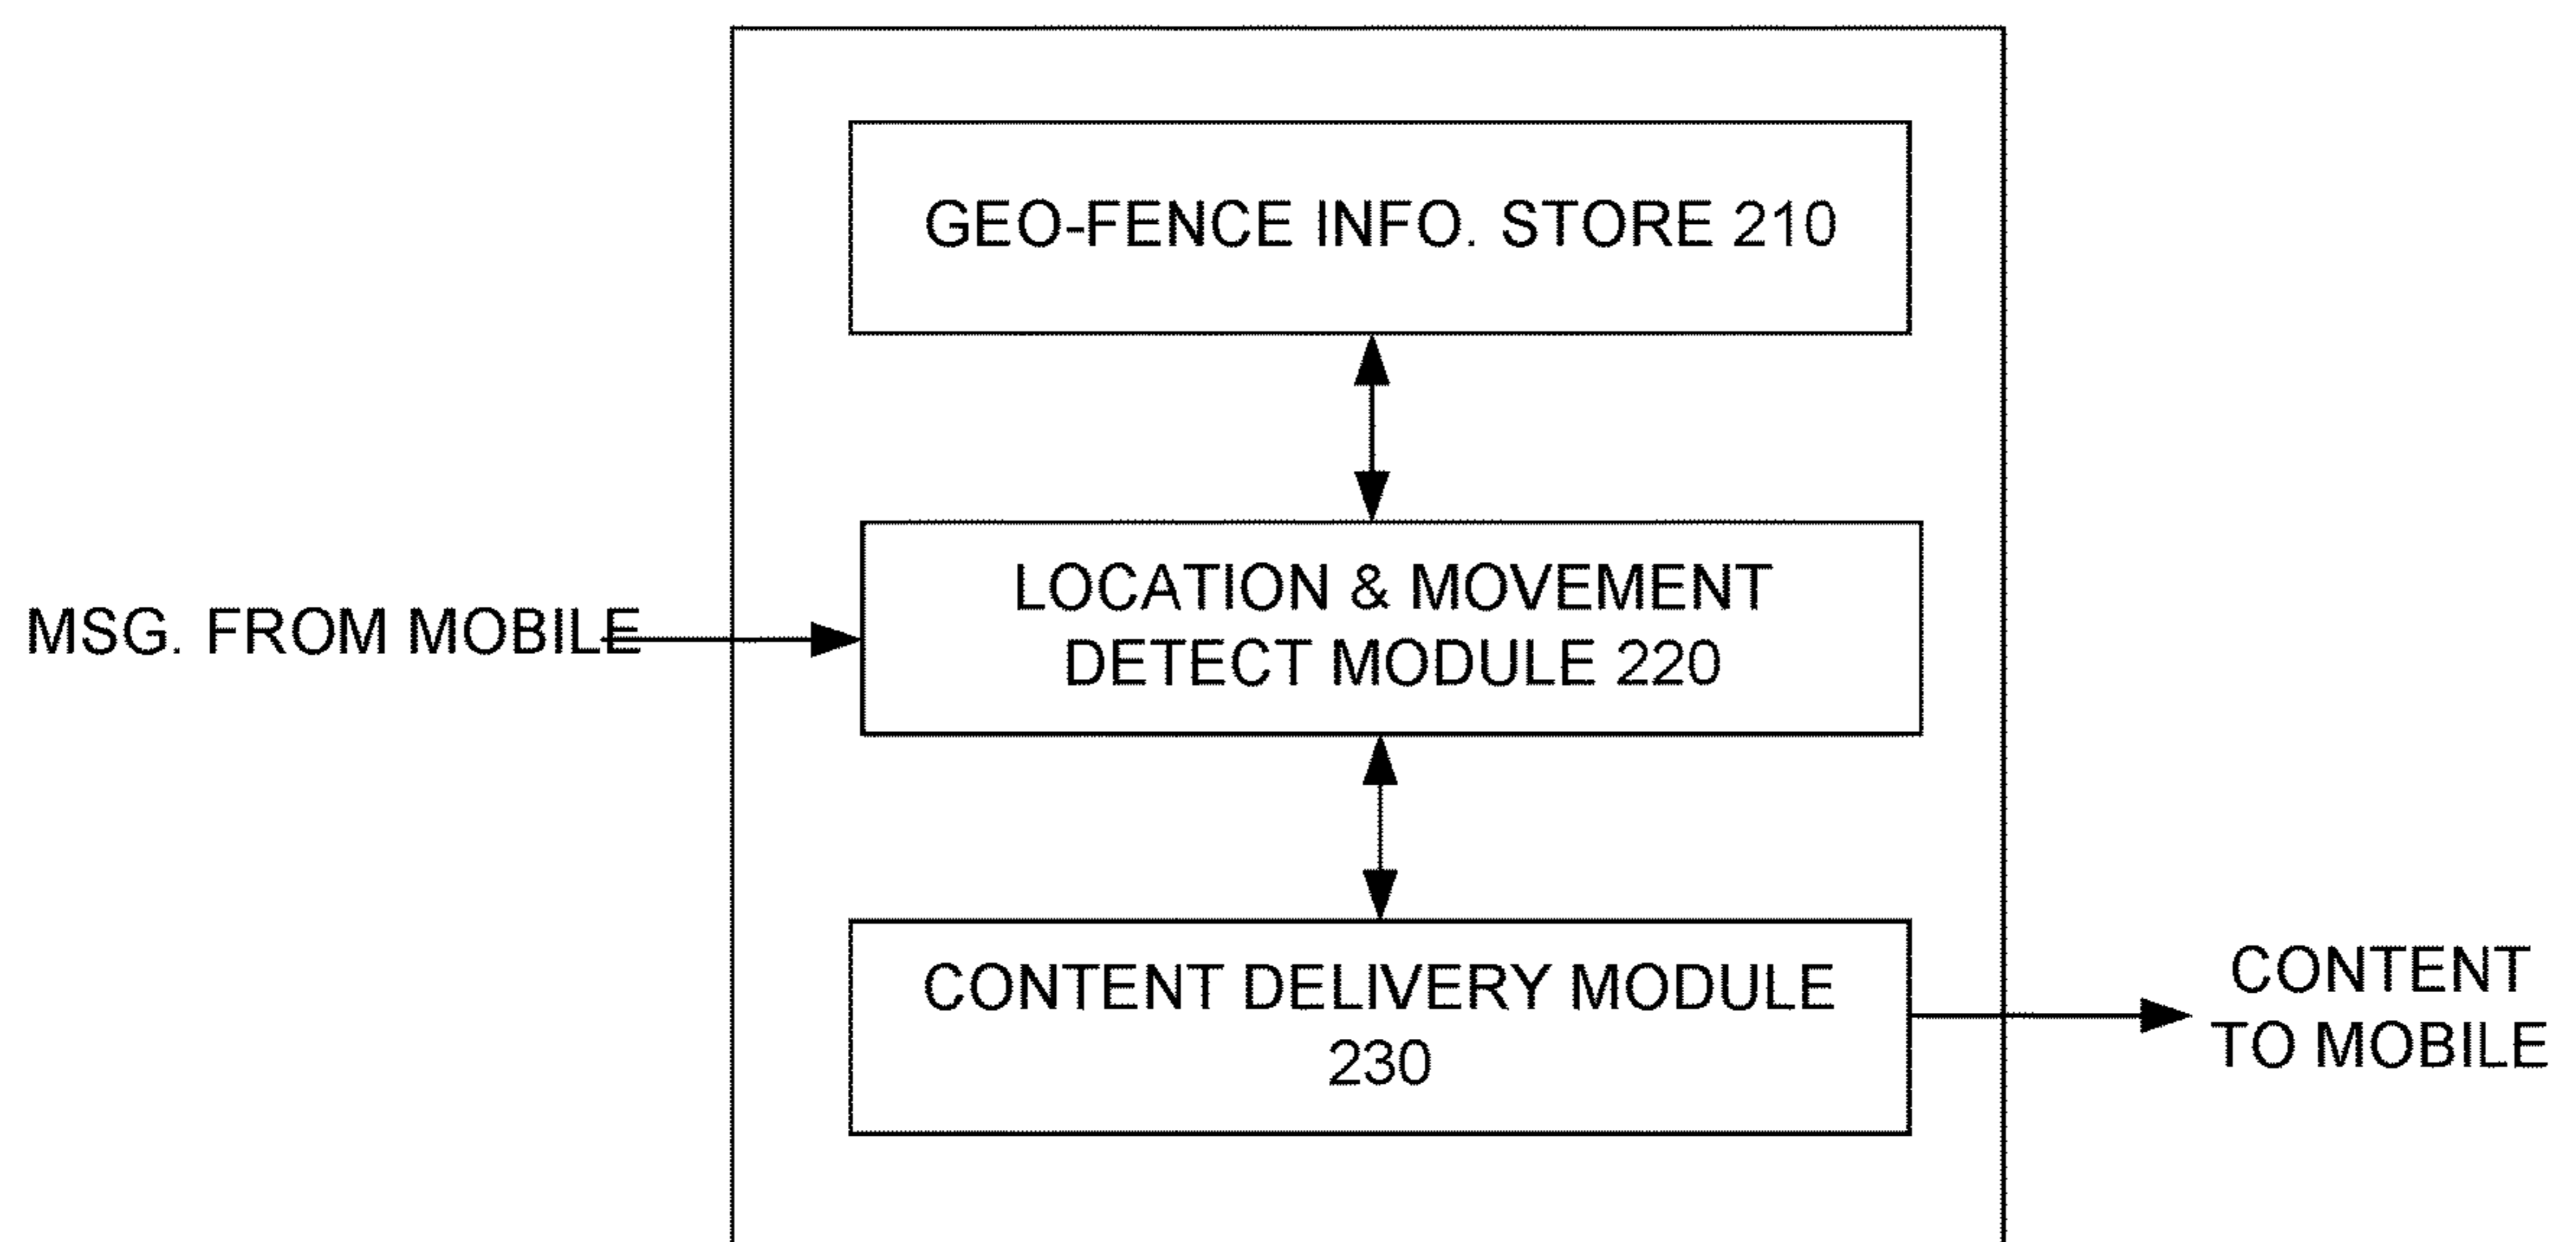 GEO-FENCE INFO. STORE 210
LOCATION & MOVEMENT
DETECT MODULE 220
MSG. FROM MOBILE
CONTENT DELIVERY MODULE
230
CONTENT
TO MOBILE